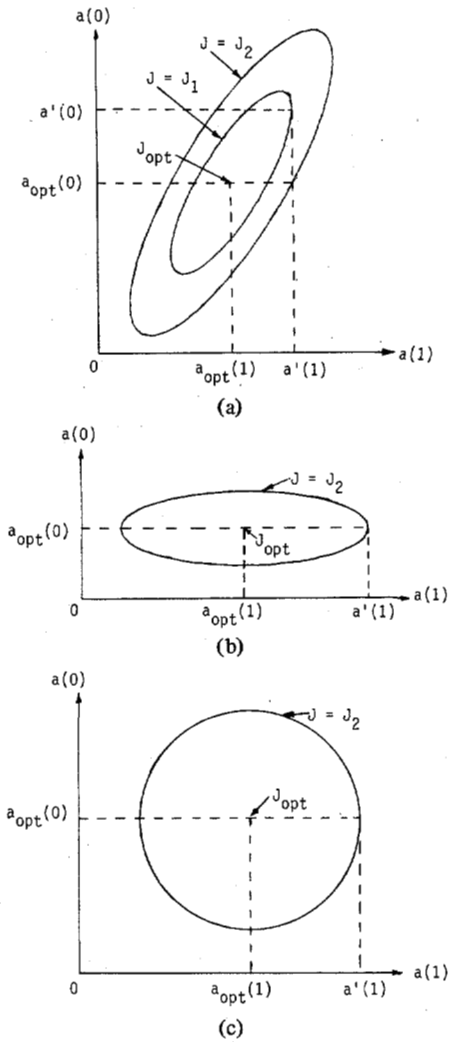 a(0)
J = J2
J = J1
a'(0)
Jopt
aopt(0)
0
aopt(1)
a'(1)
a(1)
(a)
a(0)
J = J2
aopt(0)
Jopt
0
aopt(1)
a'(1)
a(1)
(b)
a(0)
J = J2
Jopt
aopt(0)
0
aopt(1)
a'(1)
a(1)
(c)